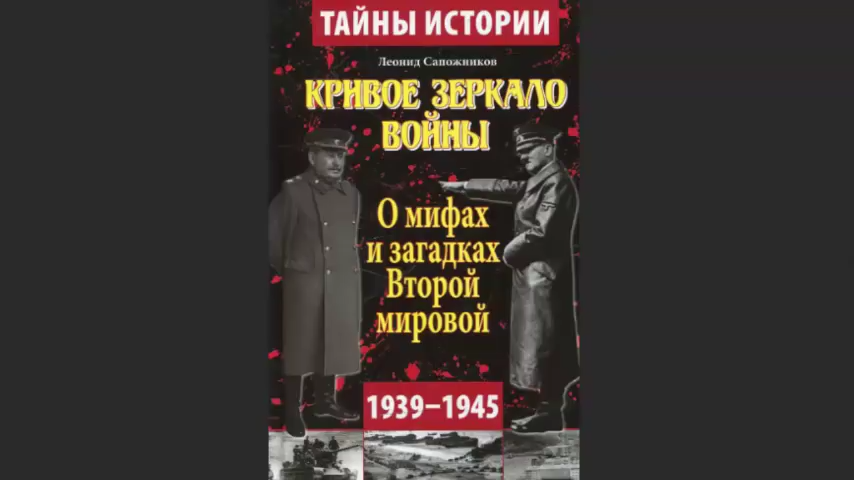 ТАЙНЫ ИСТОРИИ
Леонид Сапожников
КРИВОЕ ЗЕРКАЛО
ВОЙНЫ
О мифах
и загадках
Второй
мировой
1939–1945